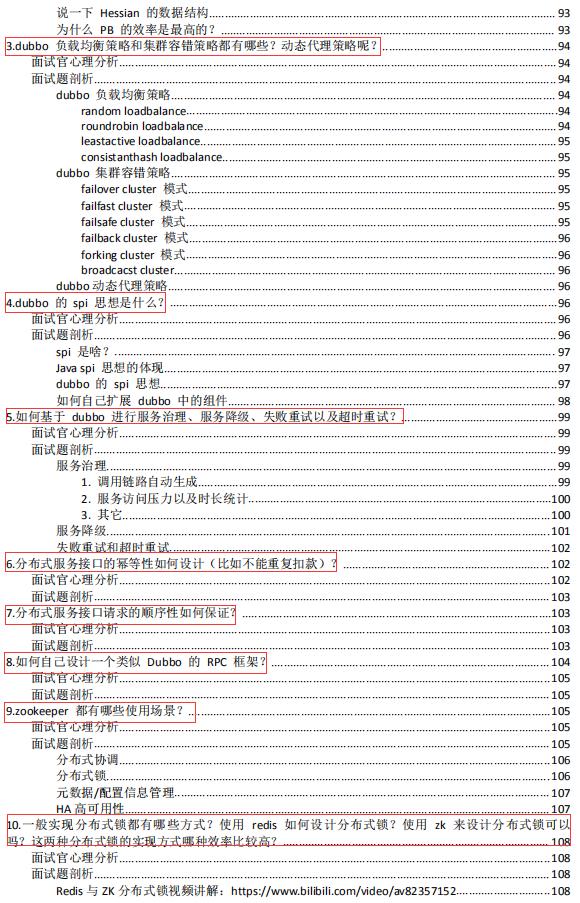 说一下 Hessian 的数据结构........93
为什么 PB 的效率是最高的？........93
3.dubbo 负载均衡策略和集群容错策略都有哪些？动态代理策略呢？........94
面试官心理分析........94
面试题剖析........94
dubbo 负载均衡策略........94
random loadbalance........94
roundrobin loadbalance........94
leastactive loadbalance........95
consistanthash loadbalance........95
dubbo 集群容错策略........95
failover cluster 模式........95
failfast cluster 模式........95
failsafe cluster 模式........95
failback cluster 模式........96
forking cluster 模式........96
broadcacst cluster........96
dubbo动态代理策略........96
4.dubbo 的 spi 思想是什么？........96
面试官心理分析........96
面试题剖析........96
spi 是啥？........97
Java spi 思想的体现........97
dubbo 的 spi 思想........97
如何自己扩展 dubbo 中的组件........98
5.如何基于 dubbo 进行服务治理、服务降级、失败重试以及超时重试？........99
面试官心理分析........99
面试题剖析........99
服务治理........99
1. 调用链路自动生成........99
2. 服务访问压力以及时长统计........100
3. 其它........100
服务降级........101
失败重试和超时重试........102
6.分布式服务接口的幂等性如何设计（比如不能重复扣款）？........102
面试官心理分析........102
面试题剖析........103
7.分布式服务接口请求的顺序性如何保证？........103
面试官心理分析........103
面试题剖析........103
8.如何自己设计一个类似 Dubbo 的 RPC 框架？........104
面试官心理分析........105
面试题剖析........105
9.zookeeper 都有哪些使用场景？........105
面试官心理分析........105
面试题剖析........105
分布式协调........106
分布式锁........106
元数据/配置信息管理........107
HA高可用性........107
10.一般实现分布式锁都有哪些方式？使用 redis 如何设计分布式锁？使用 zk 来设计分布式锁可以
吗？这两种分布式锁的实现方式哪种效率比较高？........108
面试官心理分析........108
面试题剖析........108
Redis 与 ZK 分布式锁视频讲解：https://www.bilibili.com/video/av82357152........108